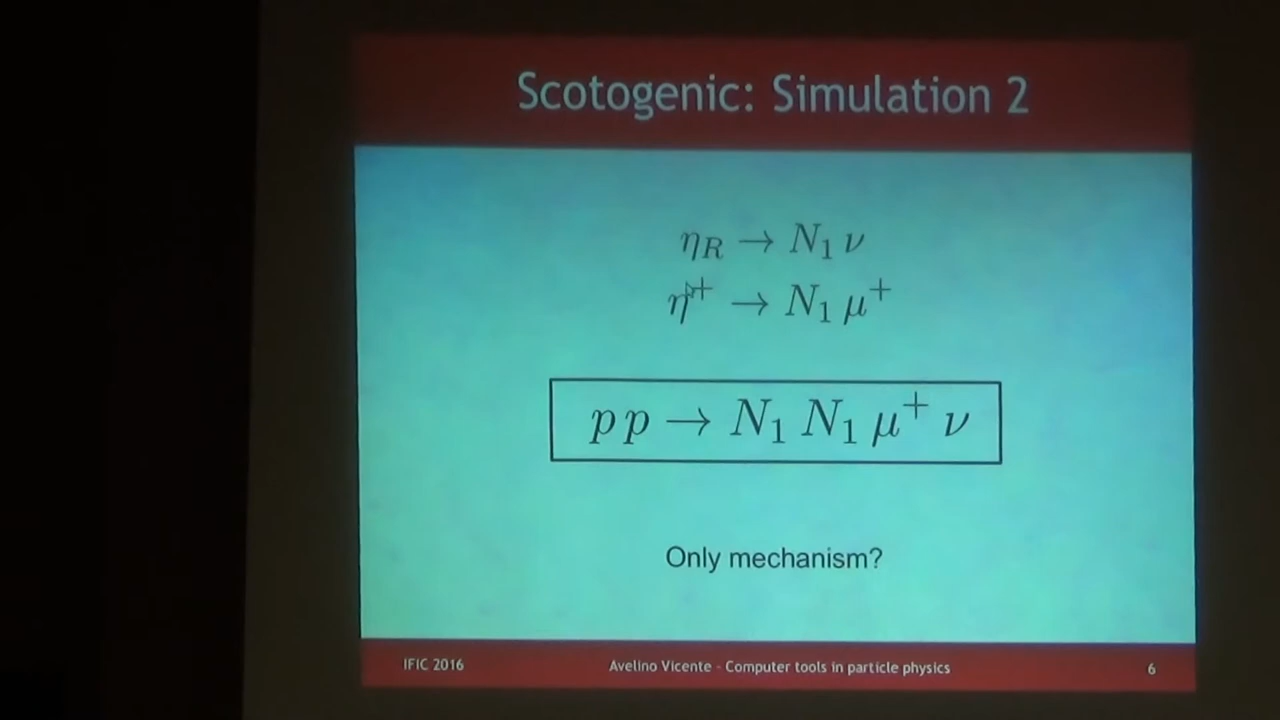 Scotogenic: Simulation 2
η_R → N_1 ν
η^+ → N_1 μ^+
p p → N_1 N_1 μ^+ ν
Only mechanism?
IFIC 2016
Avelino Vicente - Computer tools in particle physics
6